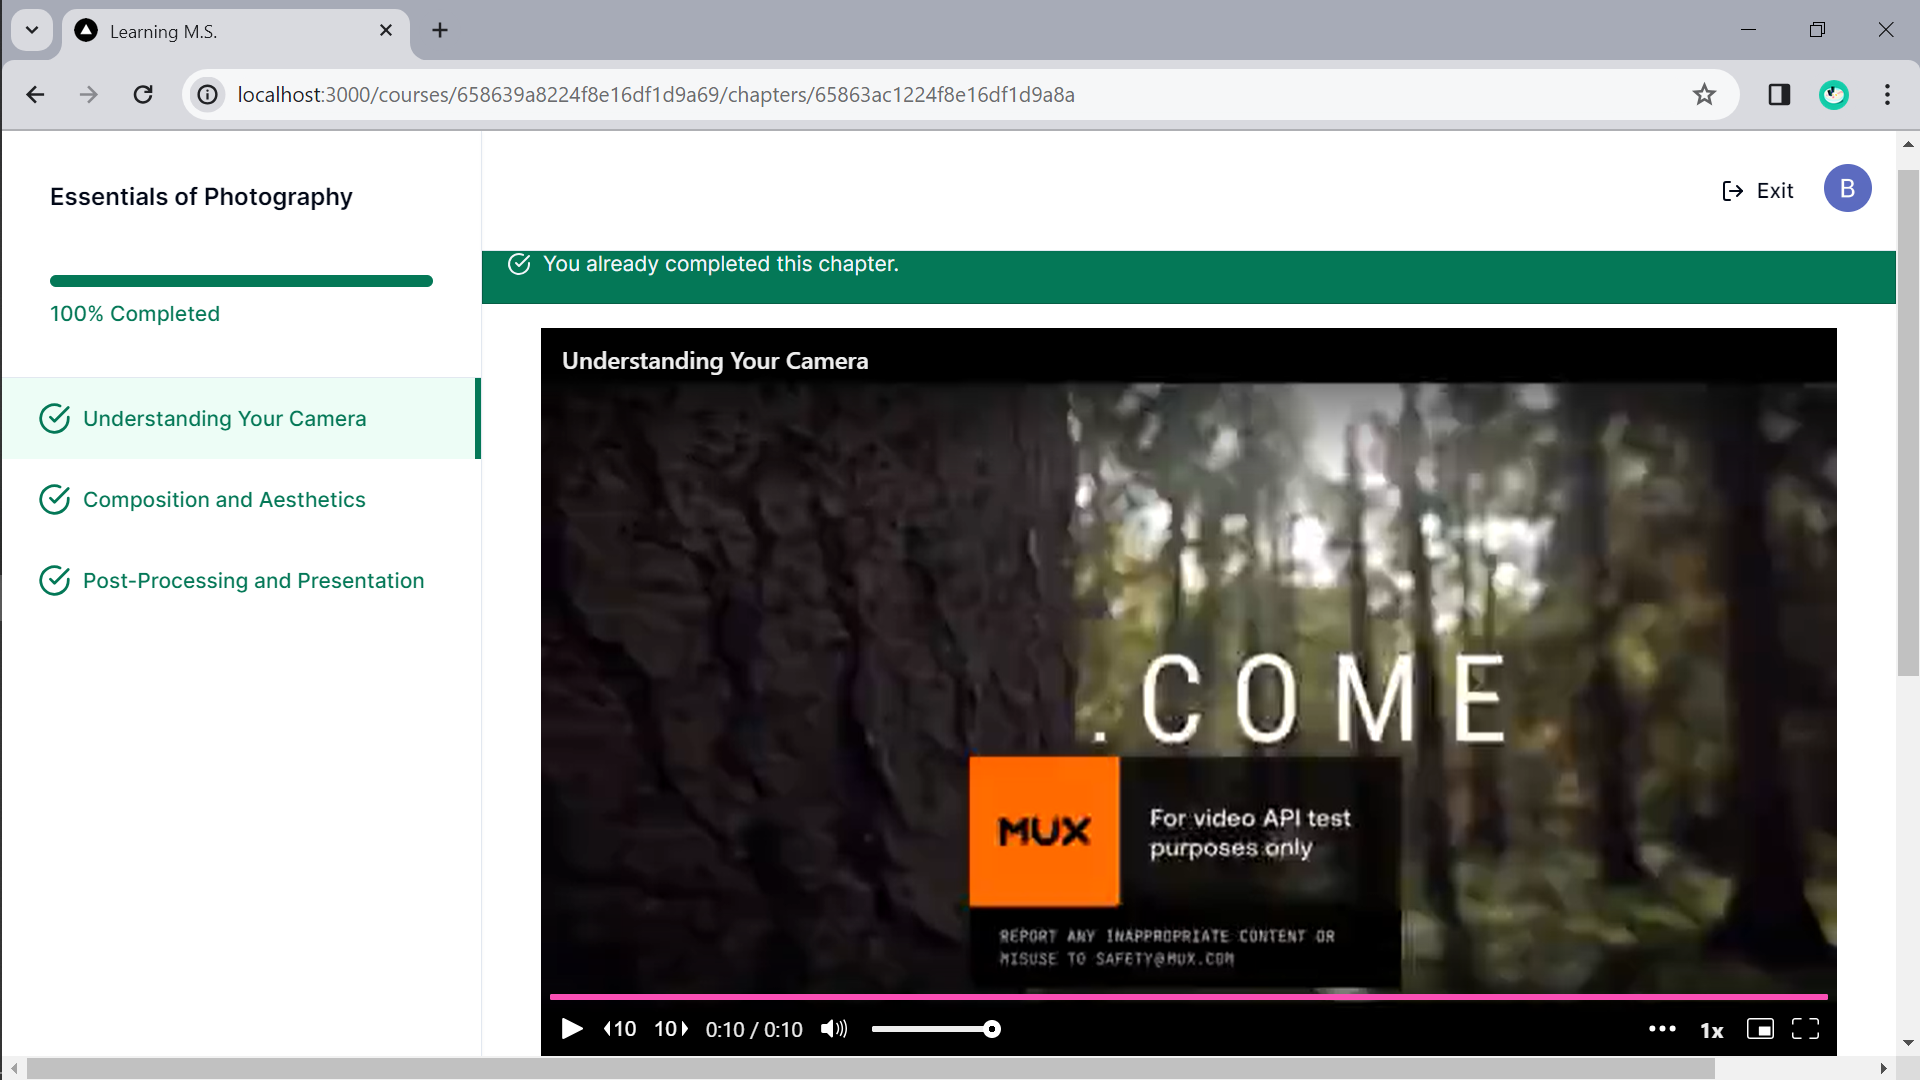 Learning M.S.
localhost:3000/courses/658639a8224f8e16df1d9a69/chapters/65863ac1224f8e16df1d9a8a
Essentials of Photography
Exit
B
You already completed this chapter.
100% Completed
Understanding Your Camera
Composition and Aesthetics
Post-Processing and Presentation
Understanding Your Camera
.COME
MUX
For video API test
purposes only
REPORT ANY INAPPROPRIATE CONTENT OR
MISUSE TO SAFETY@MUX.COM
10 10 0:10 / 0:10 1x